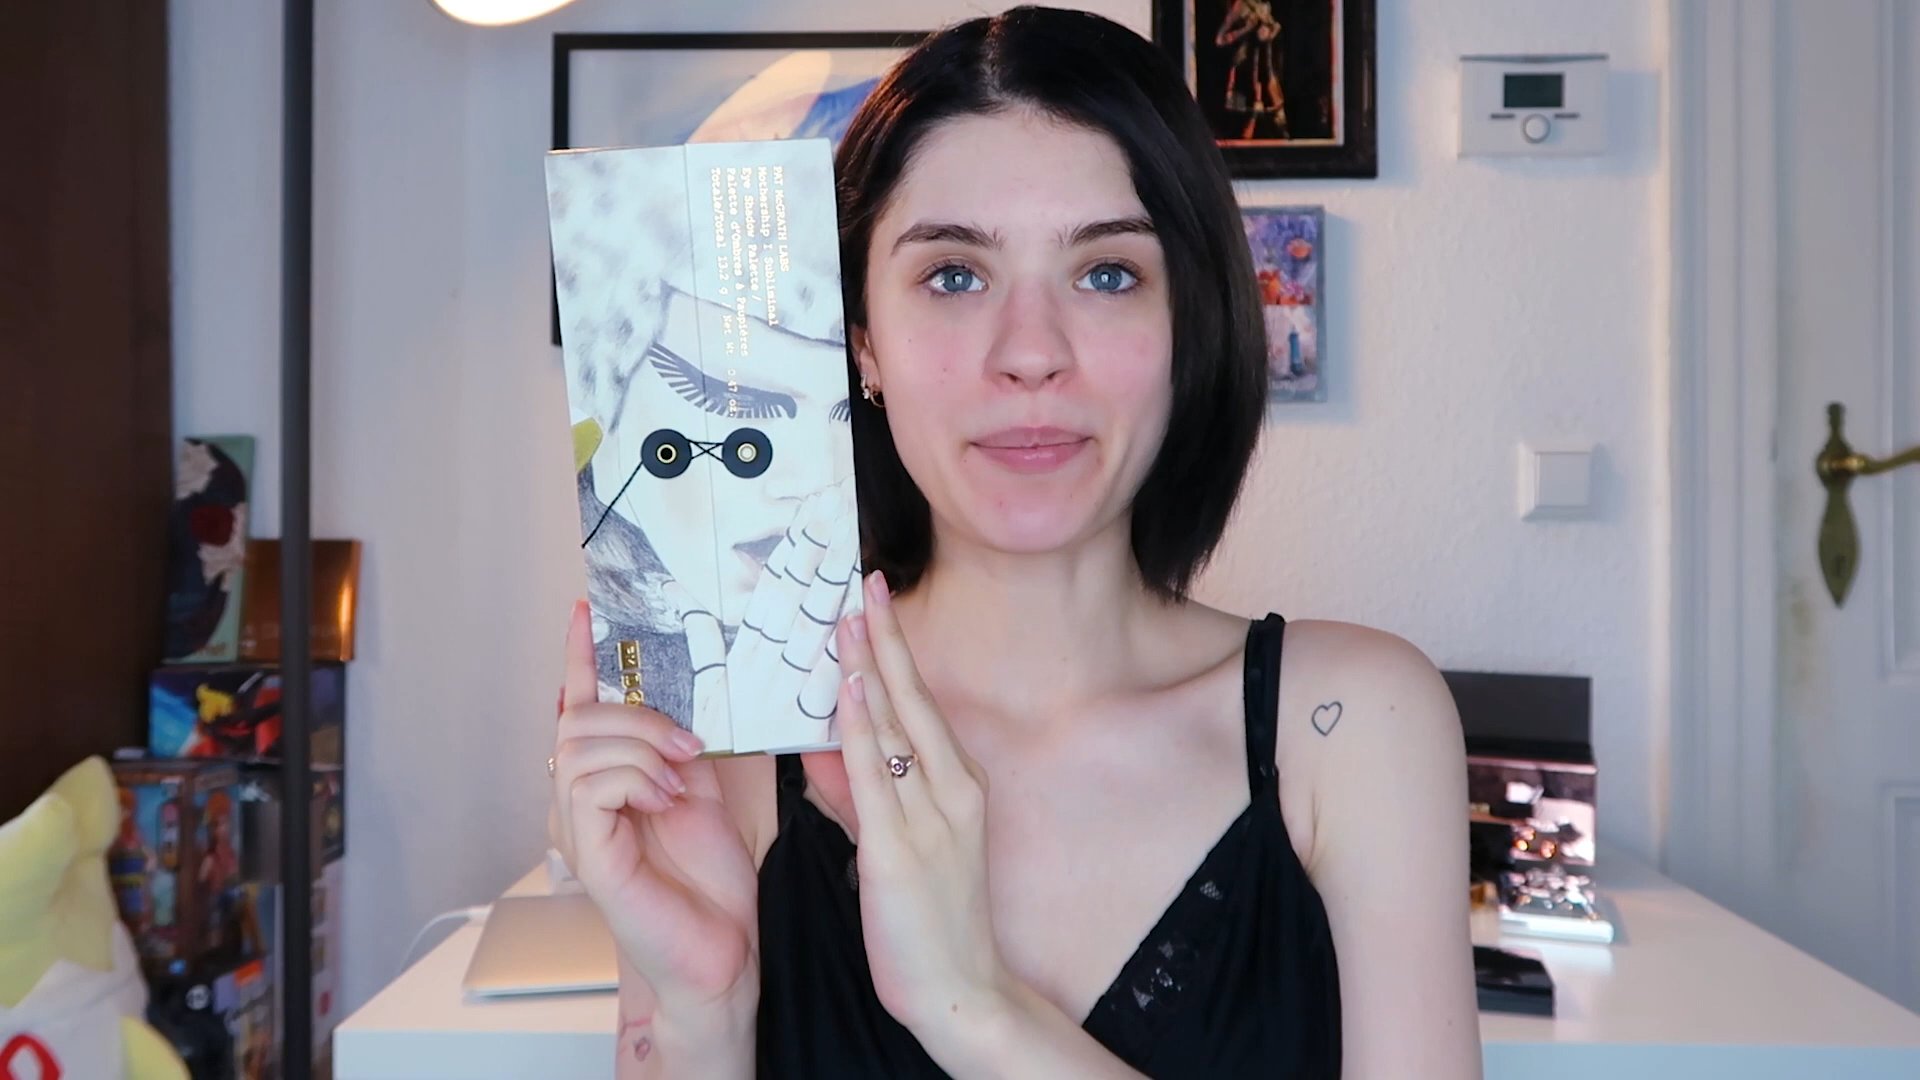 PAT McGRATH LABS
Mothership I Subliminal
Eye Shadow Palette /
Palette d'Ombres à Paupières
Totale/Total 13.2 g / Net Wt 0.47 oz.